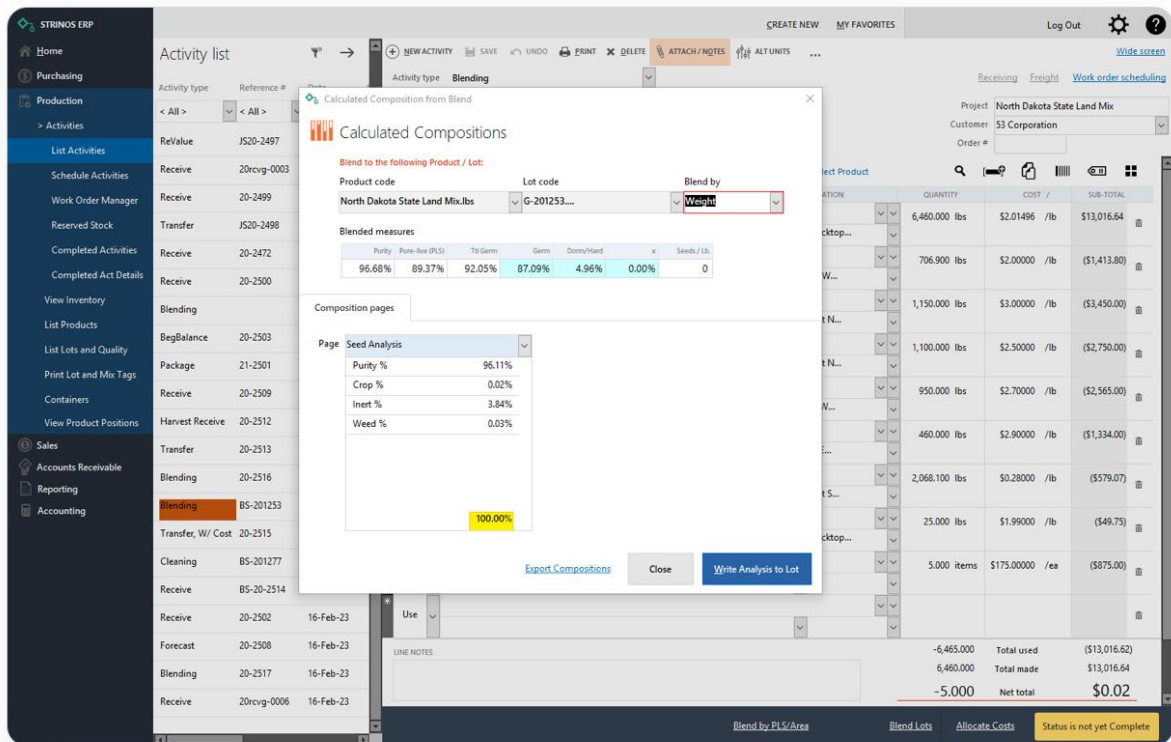 STRINOS ERP
CREATE NEW MY FAVORITES Log Out
Home
Purchasing
Production
> Activities
List Activities
Schedule Activities
Work Order Manager
Reserved Stock
Completed Activities
Completed Act Details
View Inventory
List Products
List Lots and Quality
Print Lot and Mix Tags
Containers
View Product Positions
Sales
Accounts Receivable
Reporting
Accounting
Activity list
Activity type Reference #
< All > < All >
ReValue JS20-2497
Receive 20rcvg-0003
Receive 20-2499
Transfer JS20-2498
Receive 20-2472
Receive 20-2500
Blending
BegBalance 20-2503
Package 21-2501
Receive 20-2509
Harvest Receive 20-2512
Transfer 20-2513
Blending 20-2516
Blending BS-201253
Transfer, W/ Cost 20-2515
Cleaning BS-201277
Receive BS-20-2514
Receive 20-2502 16-Feb-23
Forecast 20-2508 16-Feb-23
Blending 20-2517 16-Feb-23
Receive 20rcvg-0006 16-Feb-23
NEW ACTIVITY SAVE UNDO PRINT DELETE ATTACH / NOTES ALT UNITS ... Wide screen
Activity type Blending
Receiving Freight Work order scheduling
Project North Dakota State Land Mix
Customer 53 Corporation
Order #
Calculated Composition from Blend
Calculated Compositions
Blend to the following Product / Lot:
Product code Lot code Blend by
North Dakota State Land Mix.lbs G-201253.... Weight
Blended measures
Purity Pure-live (PLS) Ttl Germ Germ Dorm/Hard x Seeds / Lb.
96.68% 89.37% 92.05% 87.09% 4.96% 0.00% 0
Composition pages
Page Seed Analysis
Purity % 96.11%
Crop % 0.02%
Inert % 3.84%
Weed % 0.03%
100.00%
Export Compositions Close Write Analysis to Lot
QUANTITY COST / SUB-TOTAL
6,460.000 lbs $2.01496 /lb $13,016.64
706.900 lbs $2.00000 /lb ($1,413.80)
1,150.000 lbs $3.00000 /lb ($3,450.00)
1,100.000 lbs $2.50000 /lb ($2,750.00)
950.000 lbs $2.70000 /lb ($2,565.00)
460.000 lbs $2.90000 /lb ($1,334.00)
2,068.100 lbs $0.28000 /lb ($579.07)
25.000 lbs $1.99000 /lb ($49.75)
5.000 items $175.00000 /ea ($875.00)
Use
LINE NOTES
-6,465.000 Total used ($13,016.62)
6,460.000 Total made $13,016.64
-5.000 Net total $0.02
Blend by PLS/Area Blend Lots Allocate Costs Status is not yet Complete